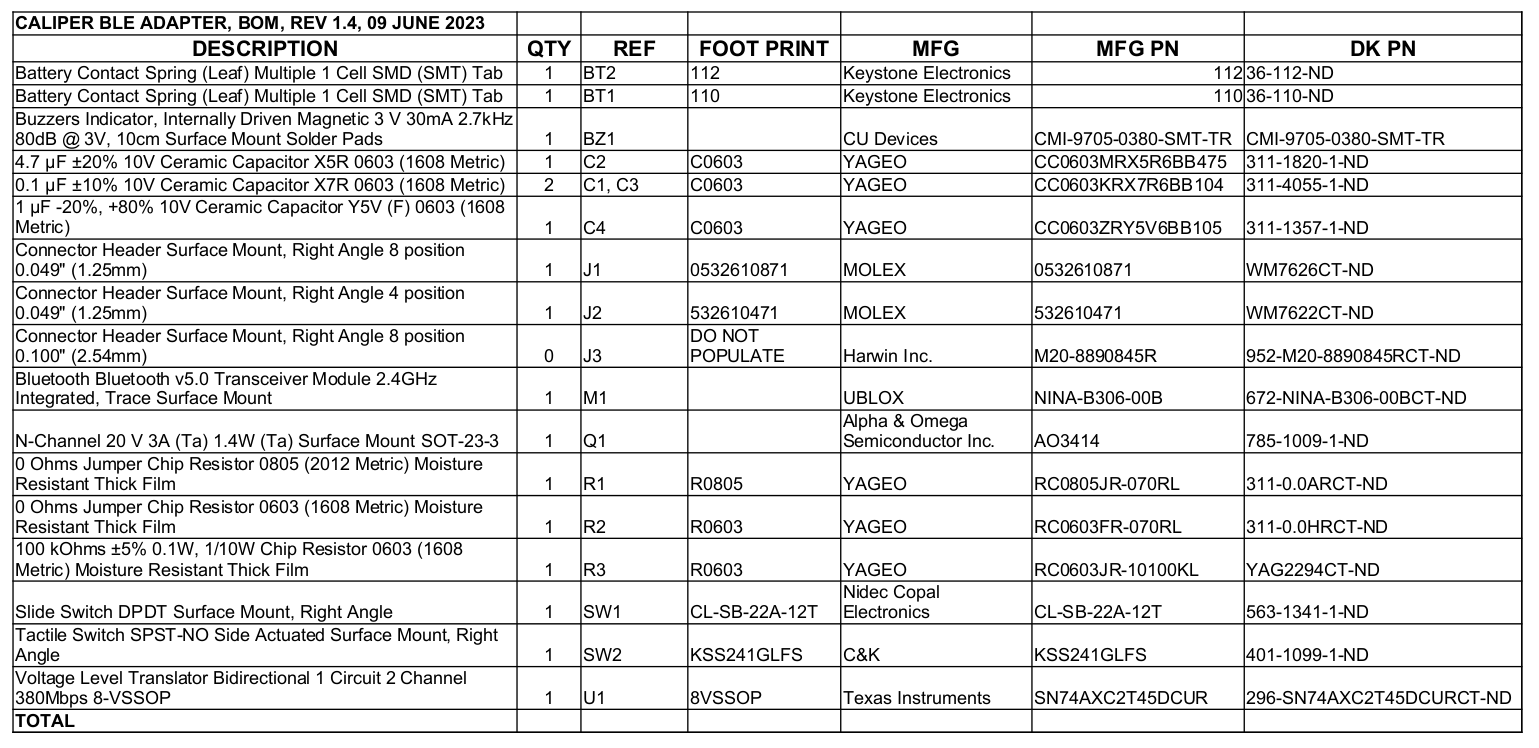 CALIPER BLE ADAPTER, BOM, REV 1.4, 09 JUNE 2023
DESCRIPTION QTY REF FOOT PRINT MFG MFG PN DK PN
Battery Contact Spring (Leaf) Multiple 1 Cell SMD (SMT) Tab 1 BT2 112 Keystone Electronics 112 36-112-ND
Battery Contact Spring (Leaf) Multiple 1 Cell SMD (SMT) Tab 1 BT1 110 Keystone Electronics 110 36-110-ND
Buzzers Indicator, Internally Driven Magnetic 3 V 30mA 2.7kHz
80dB @ 3V, 10cm Surface Mount Solder Pads 1 BZ1 CU Devices CMI-9705-0380-SMT-TR CMI-9705-0380-SMT-TR
4.7 µF ±20% 10V Ceramic Capacitor X5R 0603 (1608 Metric) 1 C2 C0603 YAGEO CC0603MRX5R6BB475 311-1820-1-ND
0.1 µF ±10% 10V Ceramic Capacitor X7R 0603 (1608 Metric) 2 C1, C3 C0603 YAGEO CC0603KRX7R6BB104 311-4055-1-ND
1 µF -20%, +80% 10V Ceramic Capacitor Y5V (F) 0603 (1608
Metric) 1 C4 C0603 YAGEO CC0603ZRY5V6BB105 311-1357-1-ND
Connector Header Surface Mount, Right Angle 8 position
0.049" (1.25mm) 1 J1 0532610871 MOLEX 0532610871 WM7626CT-ND
Connector Header Surface Mount, Right Angle 4 position
0.049" (1.25mm) 1 J2 532610471 MOLEX 532610471 WM7622CT-ND
Connector Header Surface Mount, Right Angle 8 position DO NOT
0.100" (2.54mm) 0 J3 POPULATE Harwin Inc. M20-8890845R 952-M20-8890845RCT-ND
Bluetooth Bluetooth v5.0 Transceiver Module 2.4GHz
Integrated, Trace Surface Mount 1 M1 UBLOX NINA-B306-00B 672-NINA-B306-00BCT-ND
Alpha & Omega
N-Channel 20 V 3A (Ta) 1.4W (Ta) Surface Mount SOT-23-3 1 Q1 Semiconductor Inc. AO3414 785-1009-1-ND
0 Ohms Jumper Chip Resistor 0805 (2012 Metric) Moisture
Resistant Thick Film 1 R1 R0805 YAGEO RC0805JR-070RL 311-0.0ARCT-ND
0 Ohms Jumper Chip Resistor 0603 (1608 Metric) Moisture
Resistant Thick Film 1 R2 R0603 YAGEO RC0603FR-070RL 311-0.0HRCT-ND
100 kOhms ±5% 0.1W, 1/10W Chip Resistor 0603 (1608
Metric) Moisture Resistant Thick Film 1 R3 R0603 YAGEO RC0603JR-10100KL YAG2294CT-ND
Nidec Copal
Slide Switch DPDT Surface Mount, Right Angle 1 SW1 CL-SB-22A-12T Electronics CL-SB-22A-12T 563-1341-1-ND
Tactile Switch SPST-NO Side Actuated Surface Mount, Right
Angle 1 SW2 KSS241GLFS C&K KSS241GLFS 401-1099-1-ND
Voltage Level Translator Bidirectional 1 Circuit 2 Channel
380Mbps 8-VSSOP 1 U1 8VSSOP Texas Instruments SN74AXC2T45DCUR 296-SN74AXC2T45DCURCT-ND
TOTAL